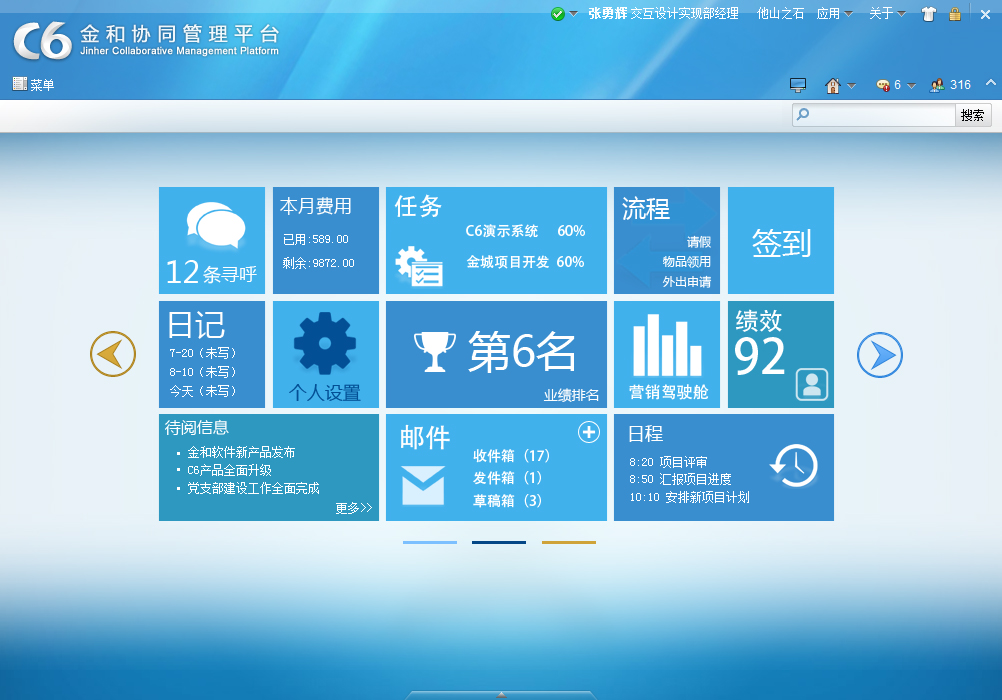 张勇辉 交互设计实现部经理 他山之石 应用 关于
C6 金和协同管理平台
Jinher Collaborative Management Platform
菜单
6 316
搜索
12条寻呼
本月费用
已用:589.00
剩余:9872.00
任务
C6演示系统 60%
金城项目开发 60%
流程
请假
物品领用
外出申请
签到
日记
7-20（未写）
8-10（未写）
今天（未写）
个人设置
第6名
业绩排名
营销驾驶舱
绩效
92
待阅信息
• 金和软件新产品发布
• C6产品全面升级
• 党支部建设工作全面完成
更多>>
邮件
收件箱（17）
发件箱（1）
草稿箱（3）
日程
8:20 项目评审
8:50 汇报项目进度
10:10 安排新项目计划